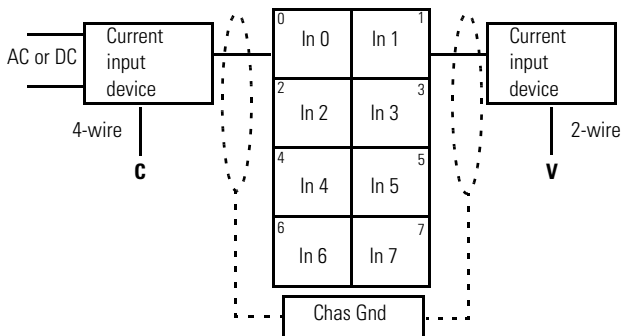 0 1
Current input device
In 0 In 1
Current input device
AC or DC
2 3
In 2 In 3
4-wire
2-wire
C
V
4 5
In 4 In 5
6 7
In 6 In 7
Chas Gnd